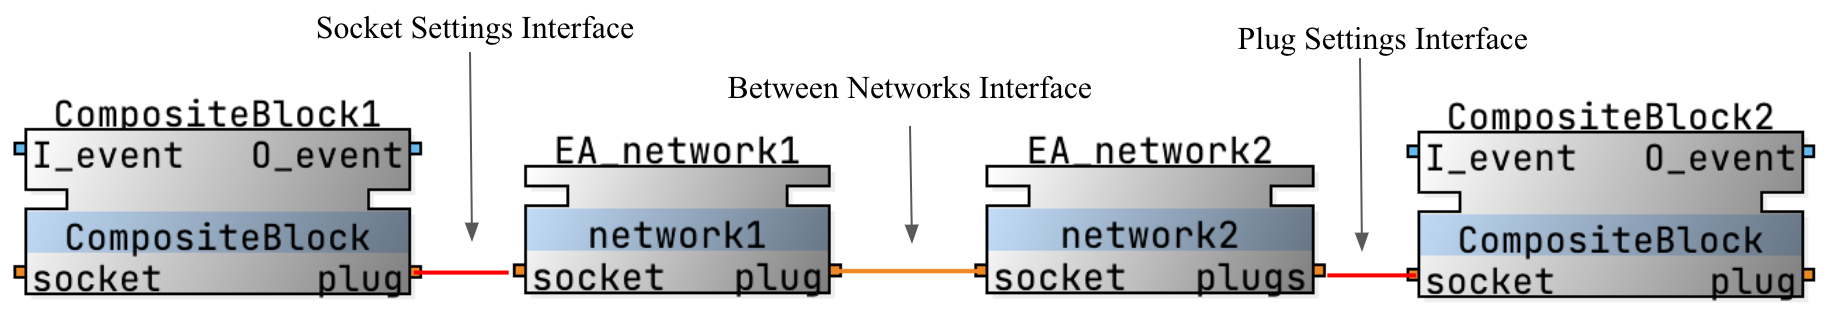 Socket Settings Interface
Plug Settings Interface
Between Networks Interface
CompositeBlock1
I_event O_event
CompositeBlock
socket plug
EA_network1
network1
socket plug
EA_network2
network2
socket plugs
CompositeBlock2
I_event O_event
CompositeBlock
socket plug